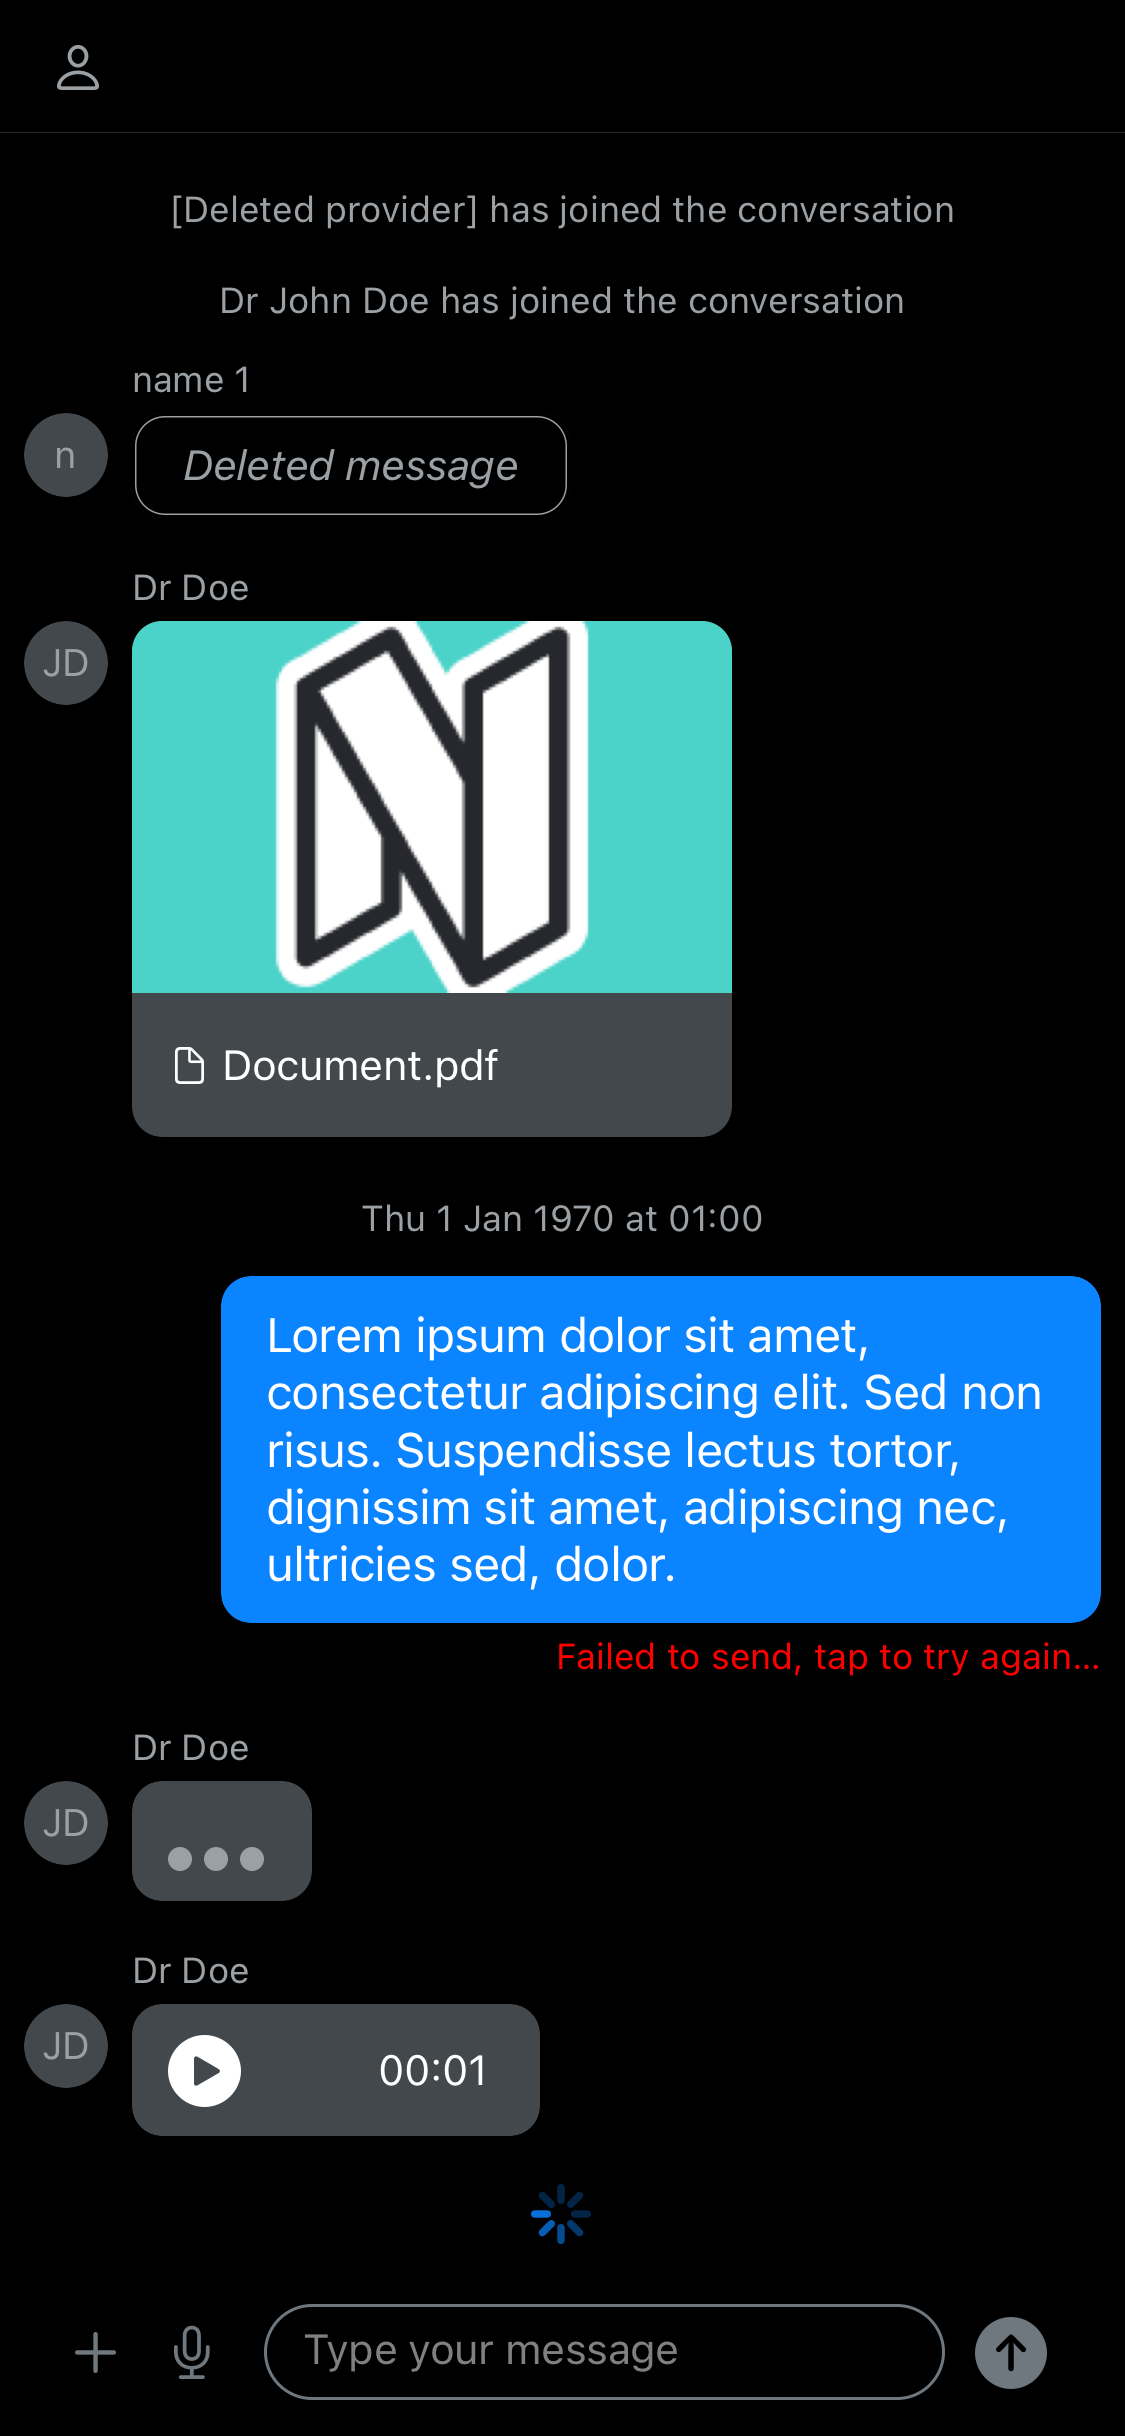 [Deleted provider] has joined the conversation
Dr John Doe has joined the conversation
name 1
n
Deleted message
Dr Doe
JD
N
Document.pdf
Thu 1 Jan 1970 at 01:00
Lorem ipsum dolor sit amet,
consectetur adipiscing elit. Sed non
risus. Suspendisse lectus tortor,
dignissim sit amet, adipiscing nec,
ultricies sed, dolor.
Failed to send, tap to try again...
Dr Doe
JD
Dr Doe
JD
00:01
Type your message